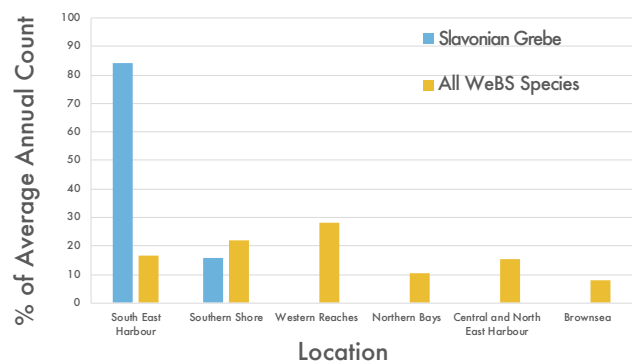 % of Average Annual Count
100
90
80
70
60
50
40
30
20
10
0
Slavonian Grebe
All WeBS Species
South East
Harbour
Southern Shore
Western Reaches
Northern Bays
Central and North
East Harbour
Brownsea
Location